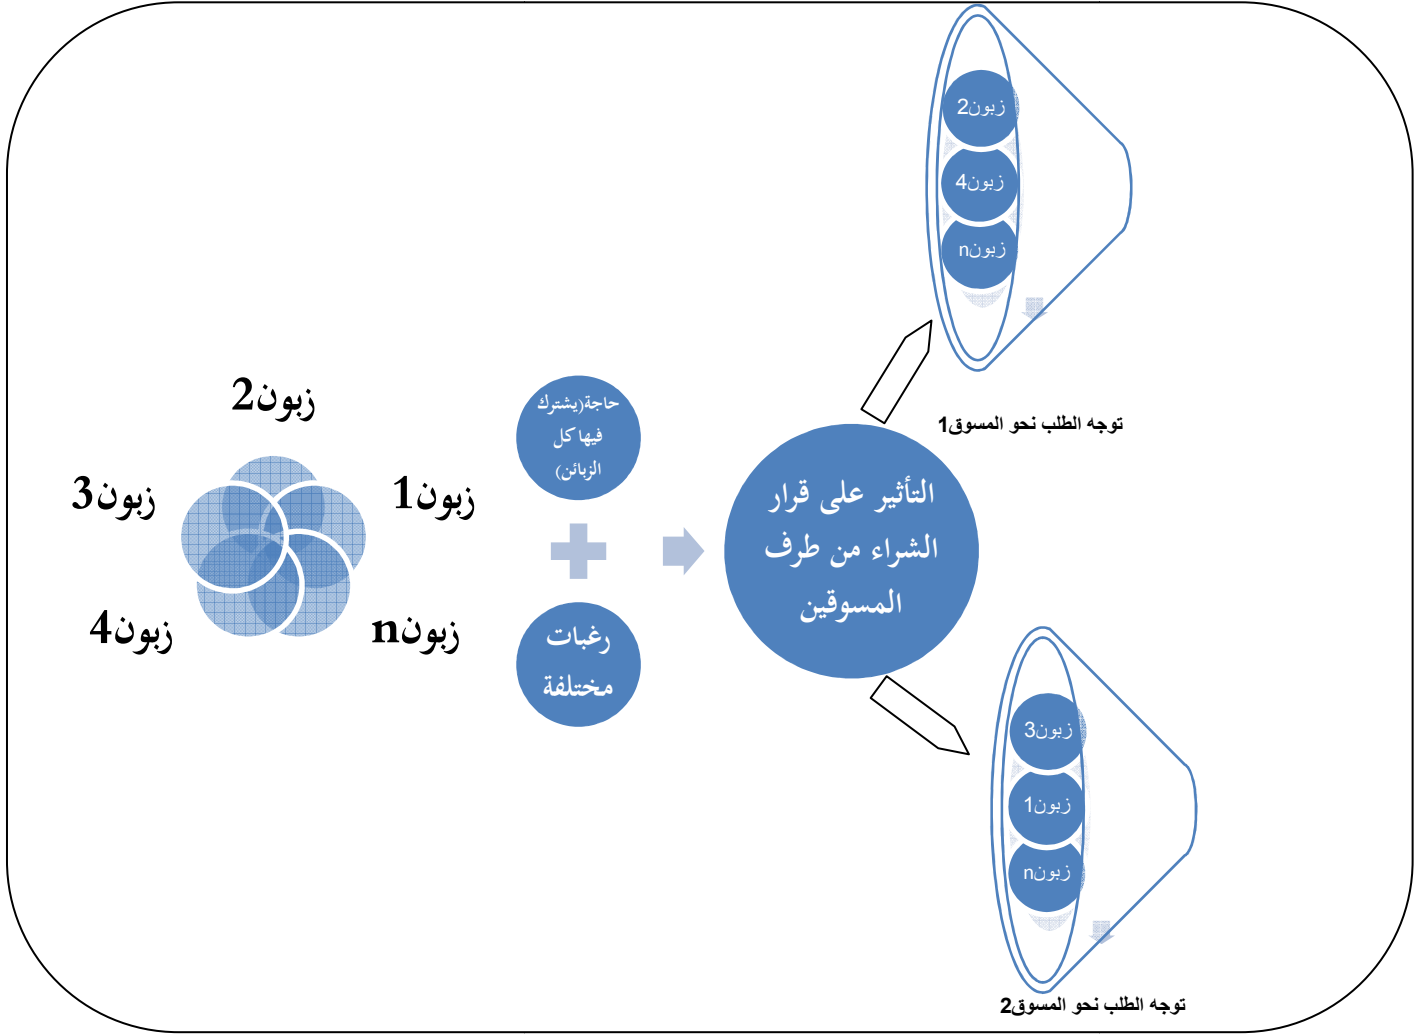 زبون2
زبون4
زبونn
توجه الطلب نحو المسوق1
زبون2
زبون1
زبون3
زبونn
زبون4
حاجة(يشترك
فيها كل
الزبائن)
رغبات
مختلفة
التأثير على قرار
الشراء من طرف
المسوقين
زبون3
زبون1
زبونn
توجه الطلب نحو المسوق2